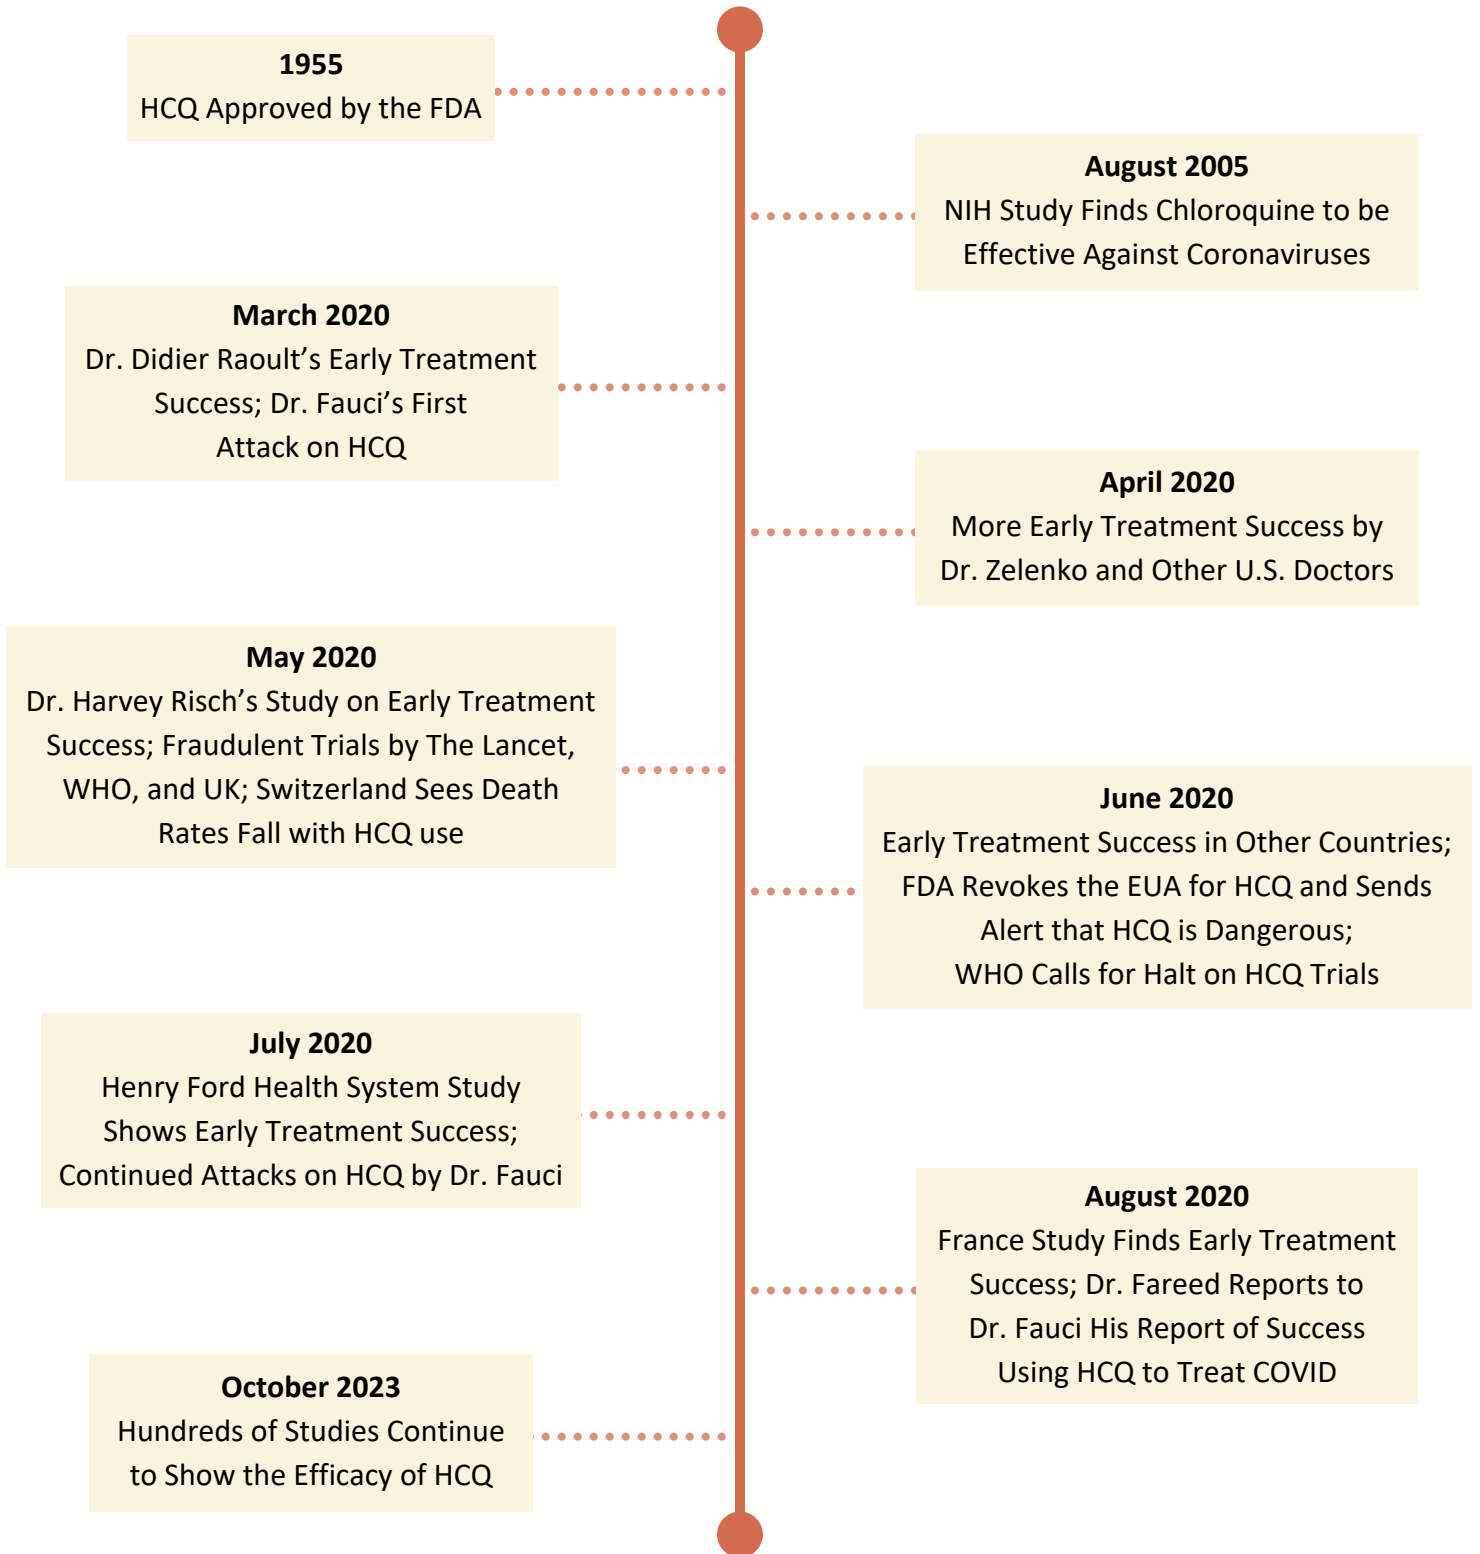 1955
HCQ Approved by the FDA
August 2005
NIH Study Finds Chloroquine to be
Effective Against Coronaviruses
March 2020
Dr. Didier Raoult’s Early Treatment
Success; Dr. Fauci’s First
Attack on HCQ
April 2020
More Early Treatment Success by
Dr. Zelenko and Other U.S. Doctors
May 2020
Dr. Harvey Risch’s Study on Early Treatment
Success; Fraudulent Trials by The Lancet,
WHO, and UK; Switzerland Sees Death
Rates Fall with HCQ use
June 2020
Early Treatment Success in Other Countries;
FDA Revokes the EUA for HCQ and Sends
Alert that HCQ is Dangerous;
WHO Calls for Halt on HCQ Trials
July 2020
Henry Ford Health System Study
Shows Early Treatment Success;
Continued Attacks on HCQ by Dr. Fauci
August 2020
France Study Finds Early Treatment
Success; Dr. Fareed Reports to
Dr. Fauci His Report of Success
Using HCQ to Treat COVID
October 2023
Hundreds of Studies Continue
to Show the Efficacy of HCQ